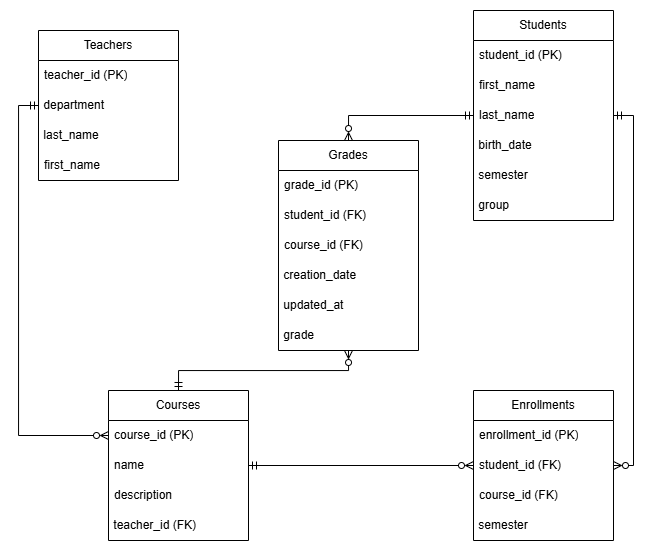 Teachers
teacher_id (PK)
department
last_name
first_name
Students
student_id (PK)
first_name
last_name
birth_date
semester
group
Grades
grade_id (PK)
student_id (FK)
course_id (FK)
creation_date
updated_at
grade
Courses
course_id (PK)
name
description
teacher_id (FK)
Enrollments
enrollment_id (PK)
student_id (FK)
course_id (FK)
semester